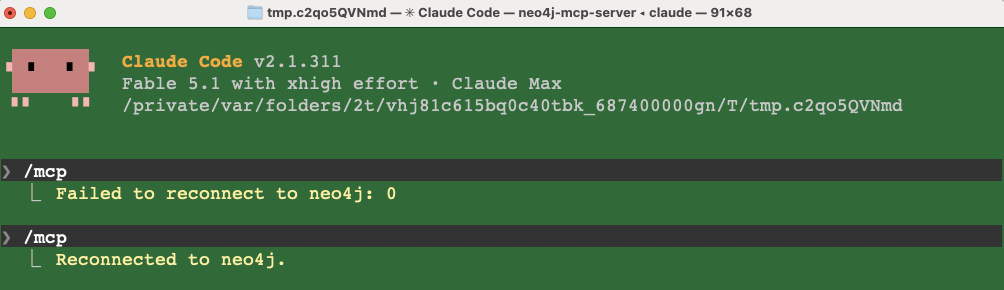 tmp.c2qo5QVNmd — ✳ Claude Code — neo4j-mcp-server ◂ claude — 91×68
Claude Code v2.1.311
Fable 5.1 with xhigh effort · Claude Max
/private/var/folders/2t/vhj81c615bq0c40tbk_687400000gn/T/tmp.c2qo5QVNmd
❯ /mcp
⎿ Failed to reconnect to neo4j: 0
❯ /mcp
⎿ Reconnected to neo4j.